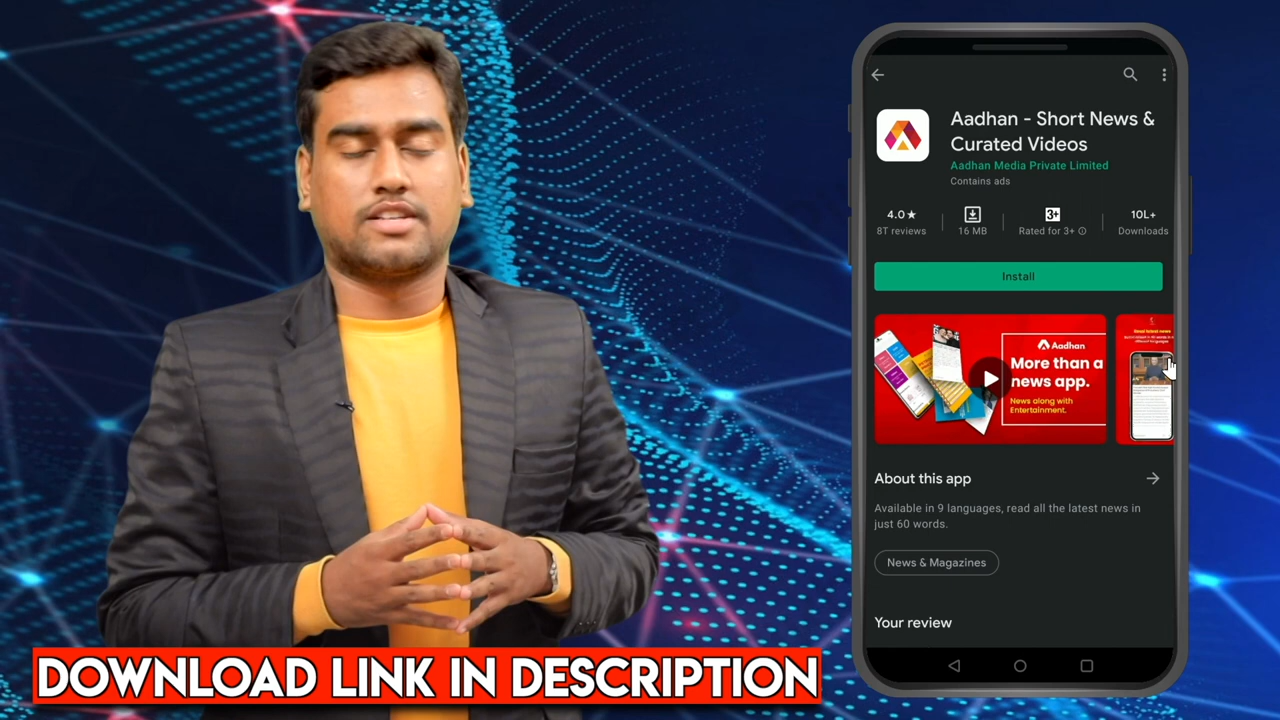 Aadhan - Short News &
Curated Videos
Aadhan Media Private Limited
Contains ads
4.0★
8T reviews
16 MB
3+
Rated for 3+
10L+
Downloads
Install
Aadhan
More than a
news app.
News along with
Entertainment.
About this app
Available in 9 languages, read all the latest news in
just 60 words.
News & Magazines
Your review
DOWNLOAD LINK IN DESCRIPTION